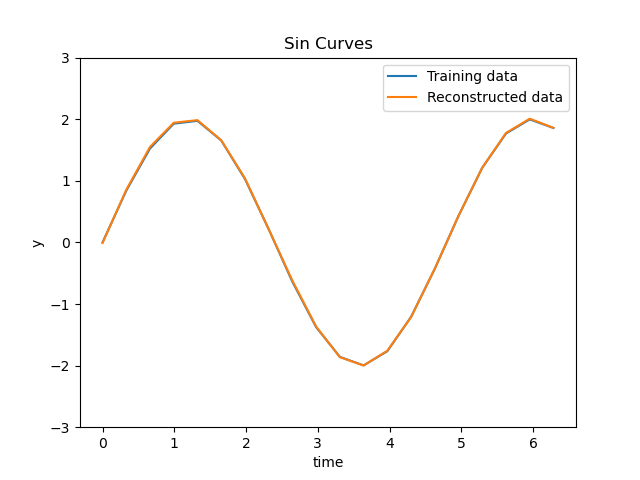 Sin Curves
Training data
Reconstructed data
3
2
1
0
−1
−2
−3
y
0 1 2 3 4 5 6
time